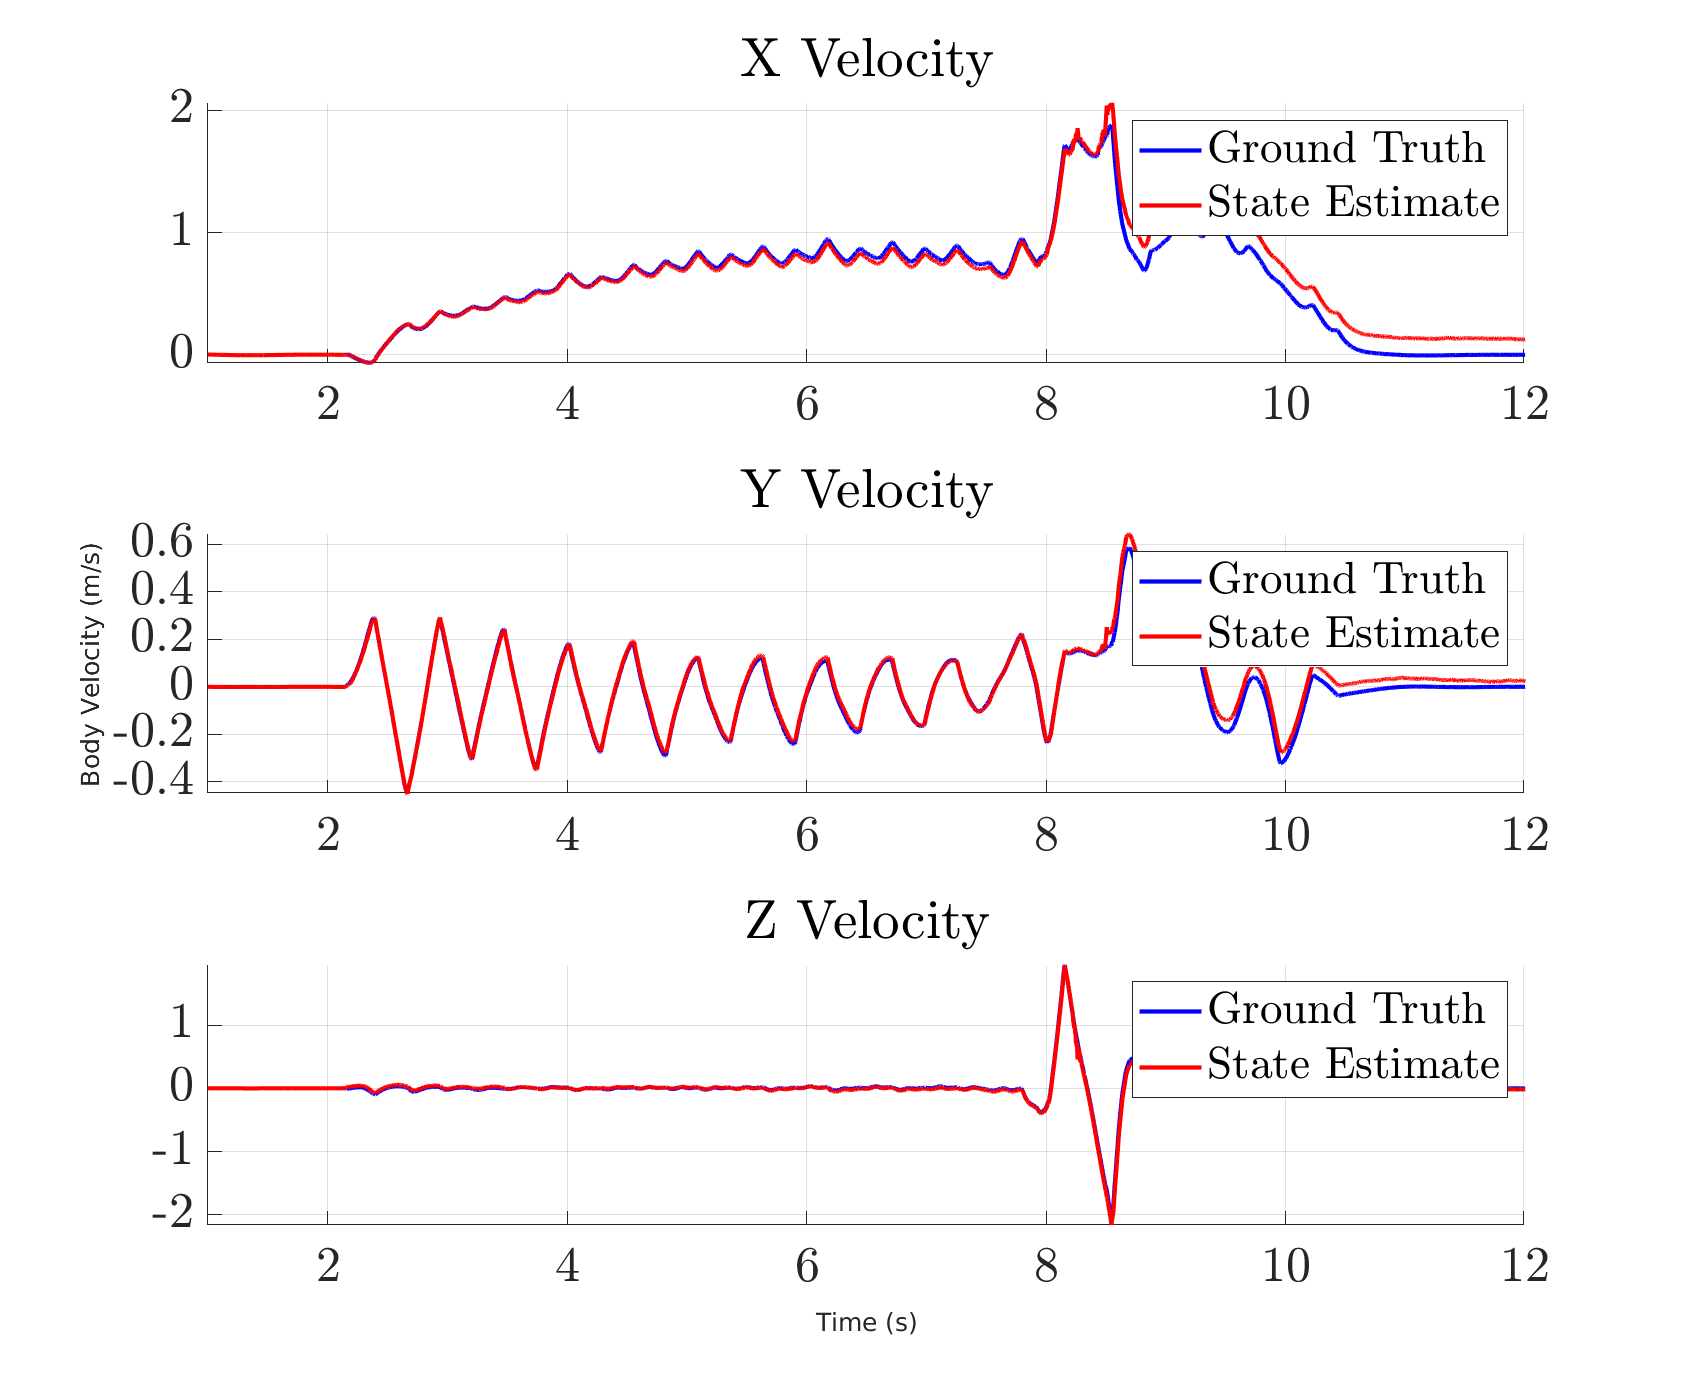 X Velocity
2
1
0
Ground Truth
State Estimate
2 4 6 8 10 12
Y Velocity
Body Velocity (m/s)
0.6
0.4
0.2
0
-0.2
-0.4
Ground Truth
State Estimate
2 4 6 8 10 12
Z Velocity
1
0
-1
-2
Ground Truth
State Estimate
2 4 6 8 10 12
Time (s)